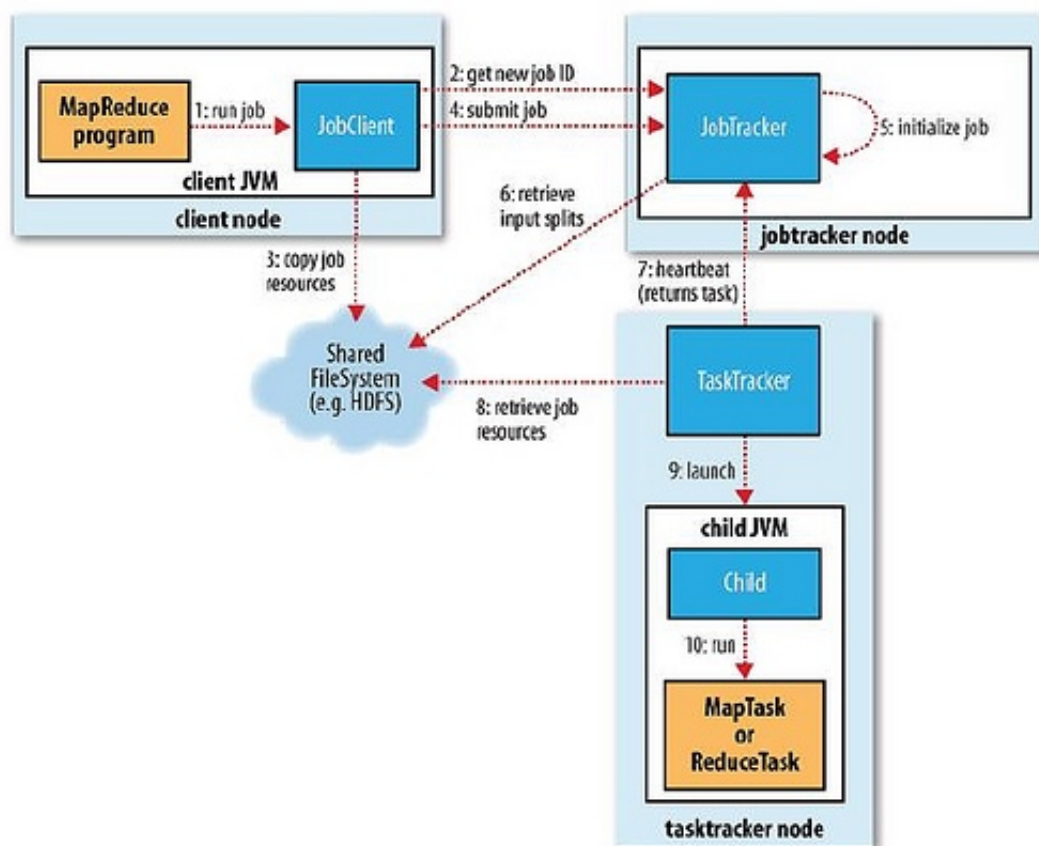 MapReduce
program
1: run job
JobClient
client JVM
client node
2: get new job ID
4: submit job
JobTracker
5: initialize job
jobtracker node
3: copy job
resources
6: retrieve
input splits
7: heartbeat
(returns task)
Shared
FileSystem
(e.g. HDFS)
TaskTracker
8: retrieve job
resources
9: launch
child JVM
Child
10: run
MapTask
or
ReduceTask
tasktracker node